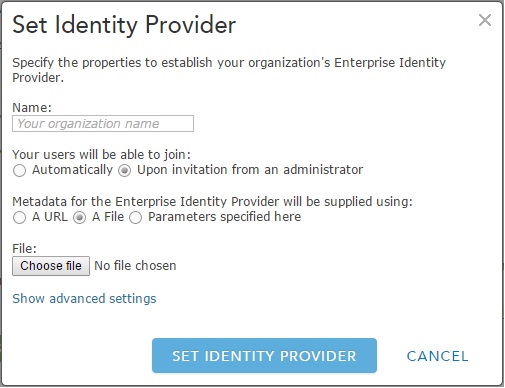 Set Identity Provider
Specify the properties to establish your organization's Enterprise Identity
Provider.
Name:
Your organization name
Your users will be able to join:
Automatically Upon invitation from an administrator
Metadata for the Enterprise Identity Provider will be supplied using:
A URL A File Parameters specified here
File:
Choose file No file chosen
Show advanced settings
SET IDENTITY PROVIDER CANCEL